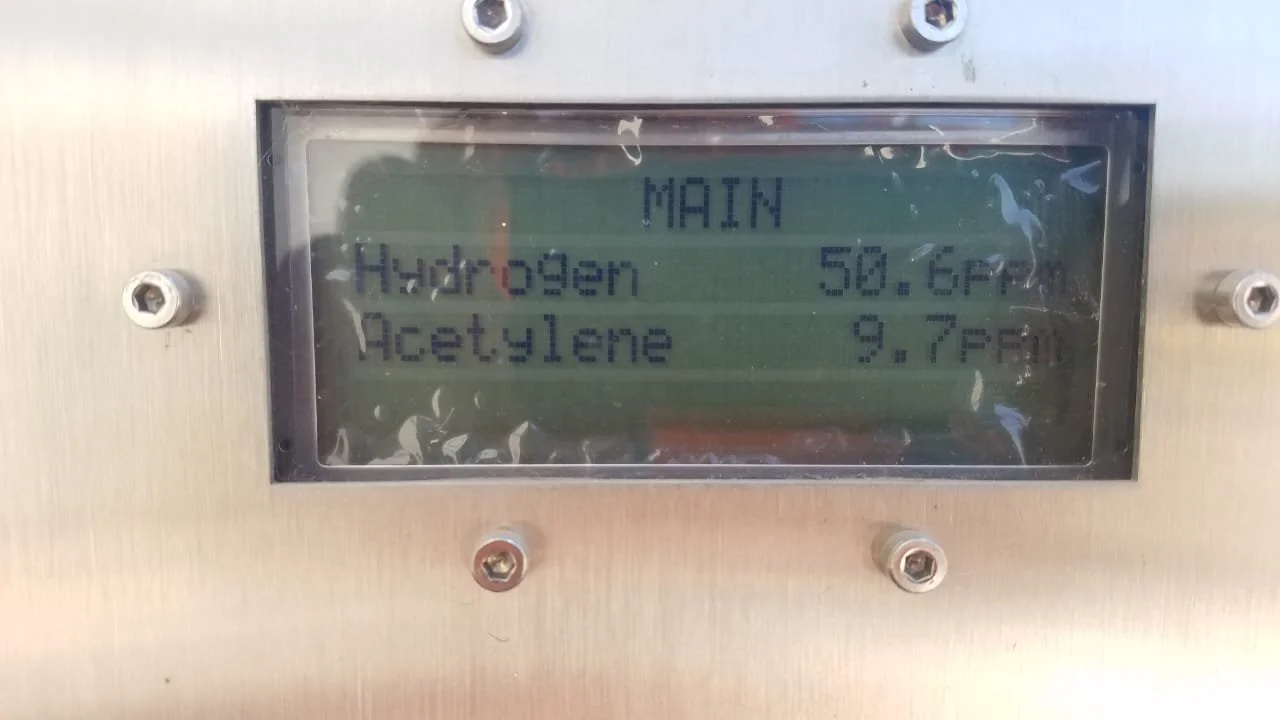 MAIN
Hydrogen 50.6ppm
Acetylene 9.7ppm